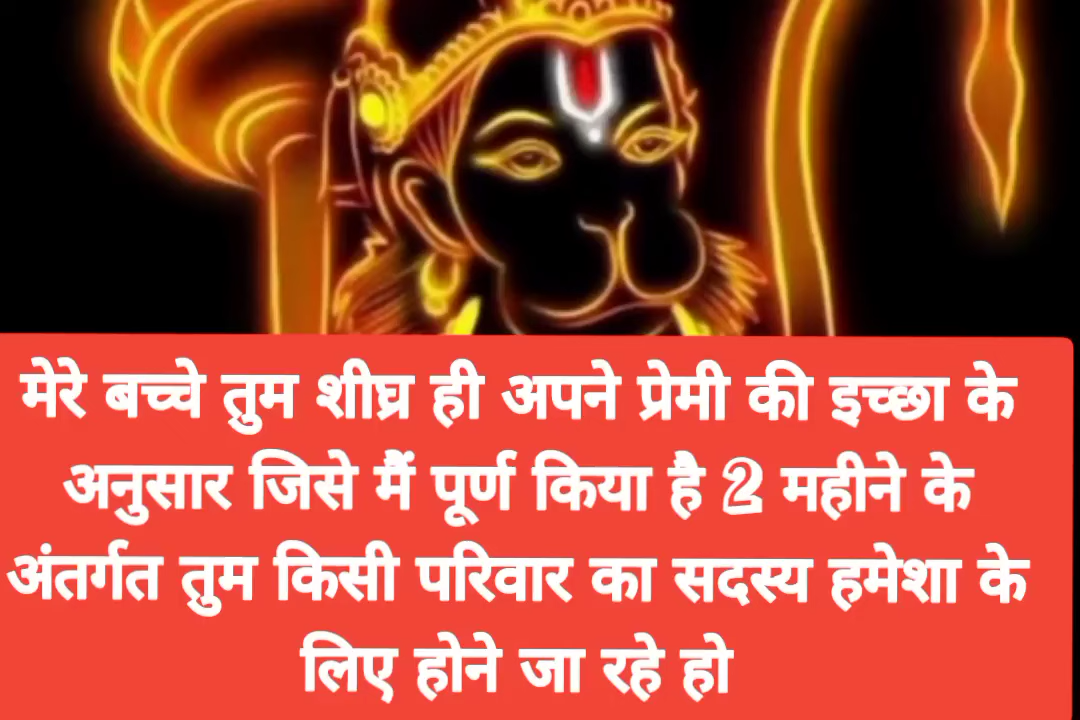 मेरे बच्चे तुम शीघ्र ही अपने प्रेमी की इच्छा के
अनुसार जिसे मैं पूर्ण किया है 2 महीने के
अंतर्गत तुम किसी परिवार का सदस्य हमेशा के
लिए होने जा रहे हो